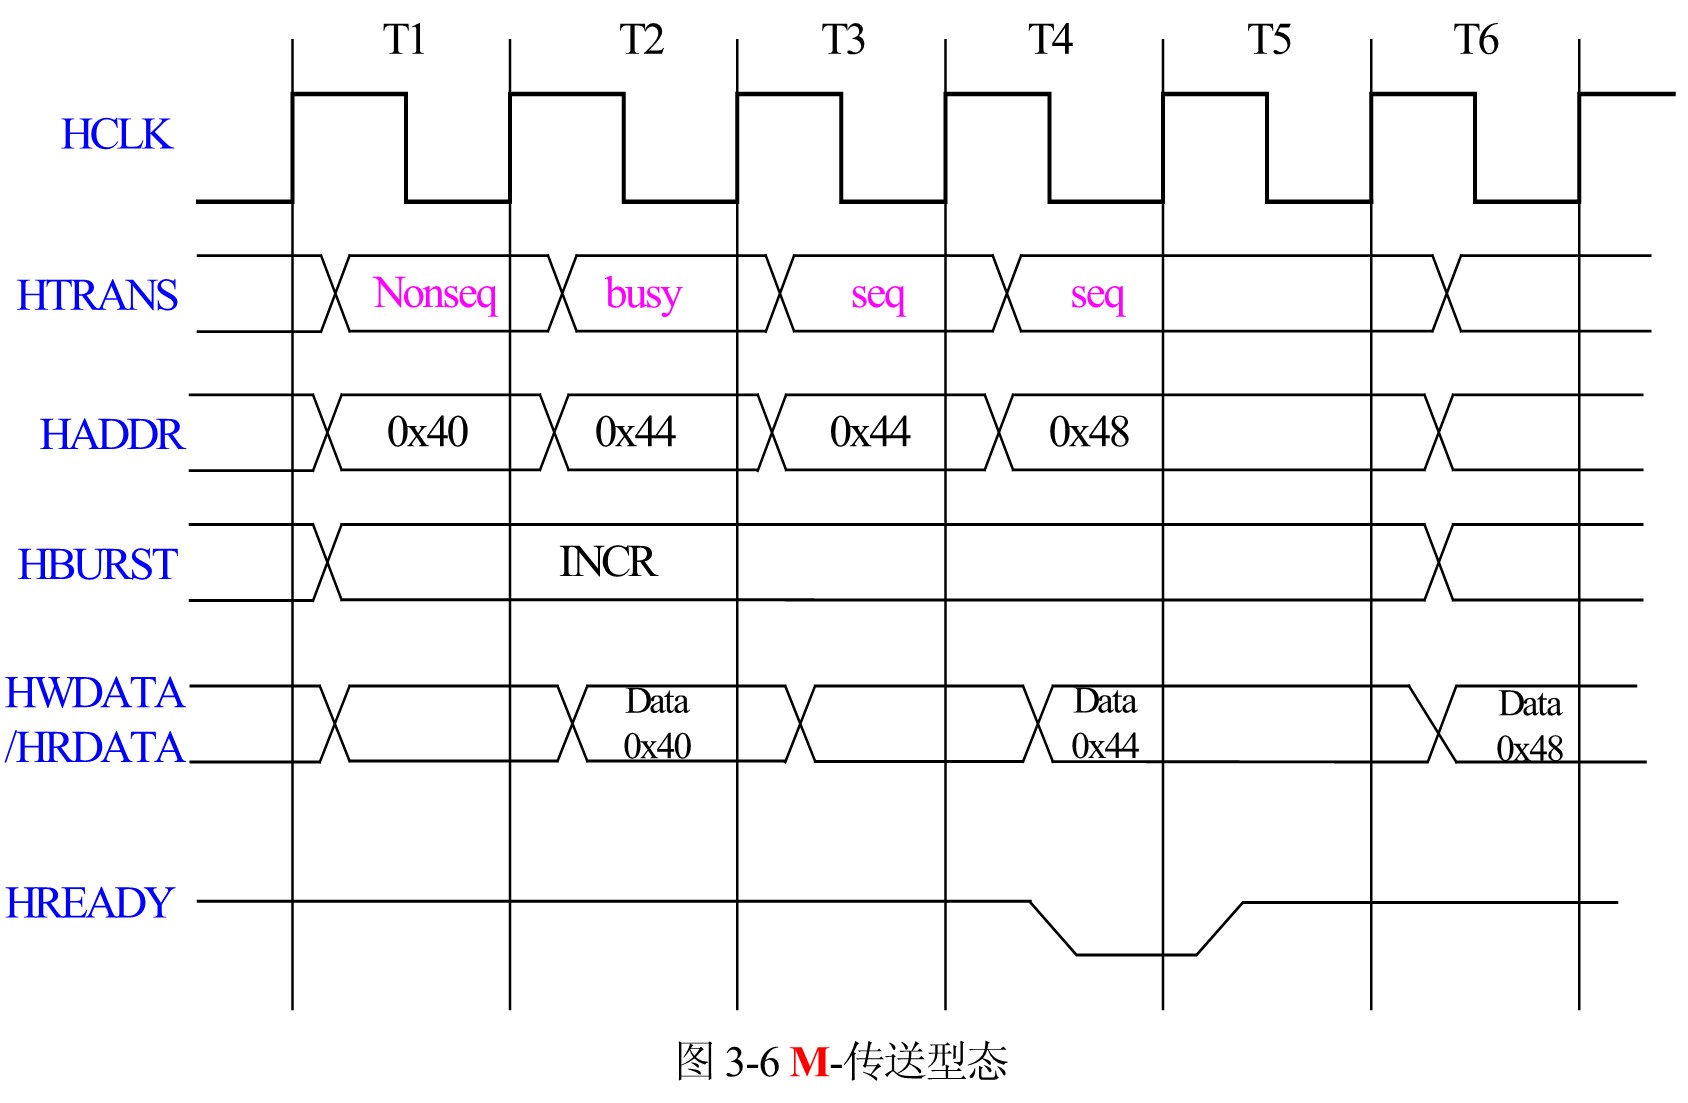 T1 T2 T3 T4 T5 T6
HCLK
HTRANS Nonseq busy seq seq
HADDR 0x40 0x44 0x44 0x48
HBURST INCR
HWDATA Data Data Data
/HRDATA 0x40 0x44 0x48
HREADY
图 3-6 M-传送型态